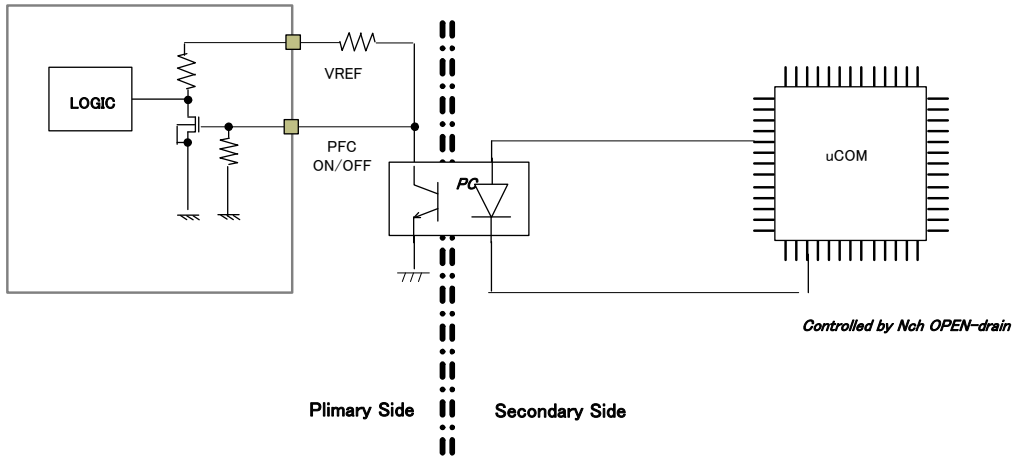 VREF
LOGIC
PFC
ON/OFF
PC
uCOM
Controlled by Nch OPEN-drain
Plimary Side
Secondary Side